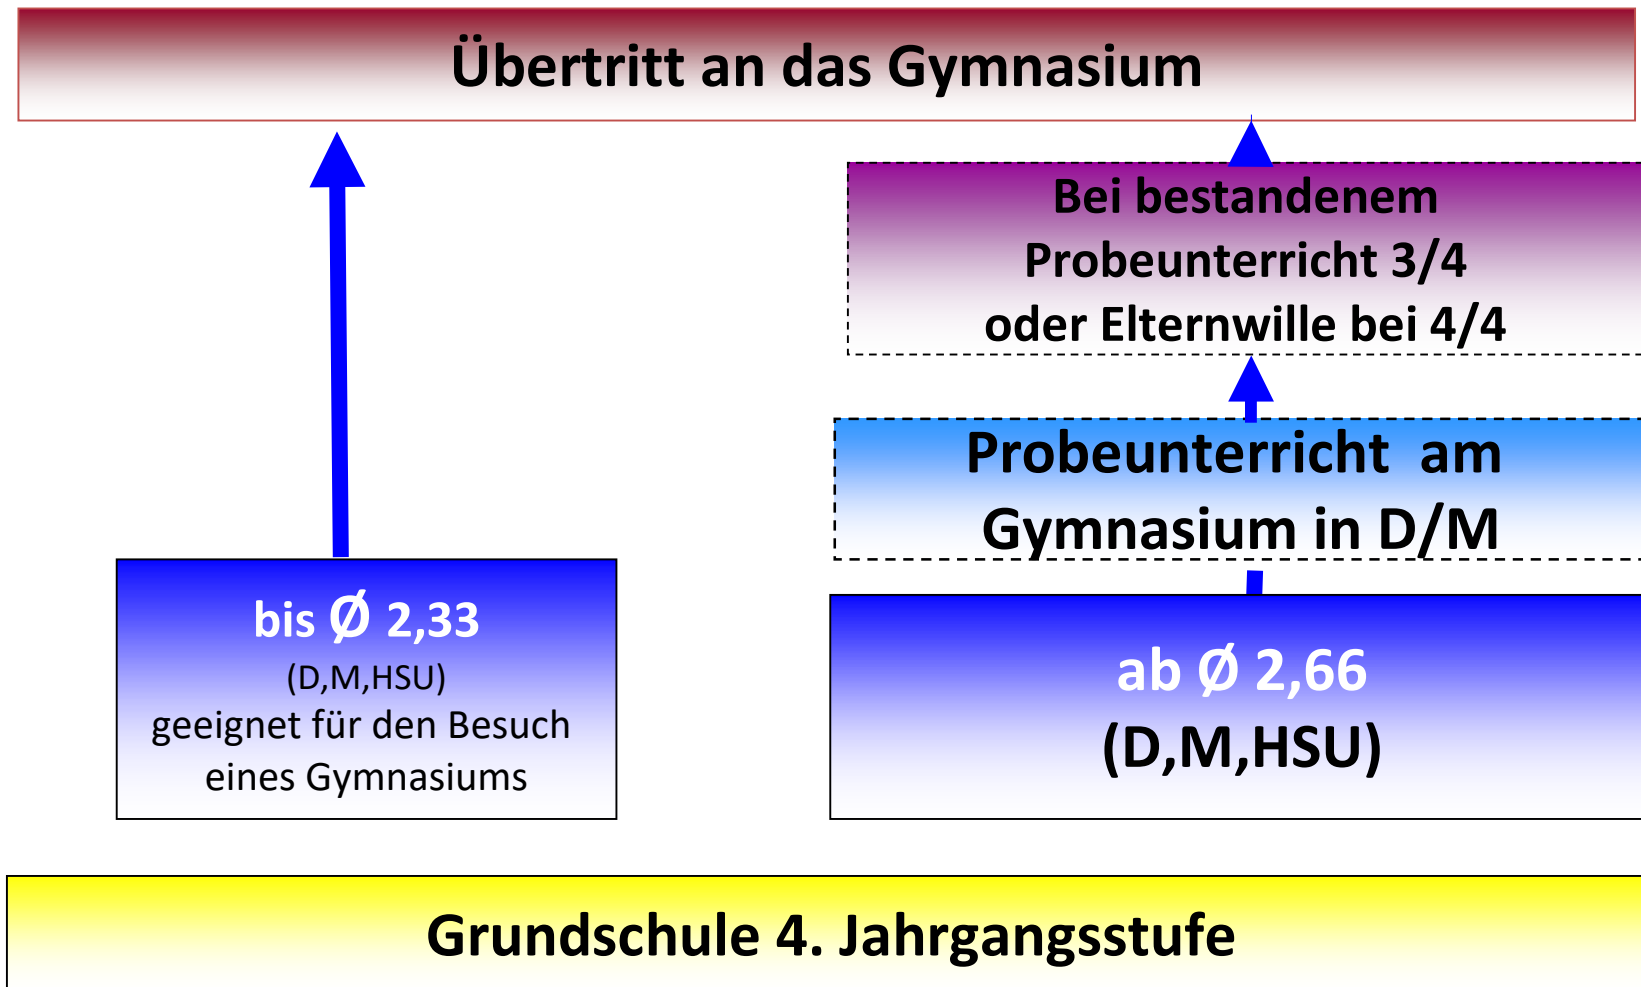 Übertritt an das Gymnasium
Bei bestandenem
Probeunterricht 3/4
oder Elternwille bei 4/4
Probeunterricht  am
Gymnasium in D/M
bis Ø 2,33
(D,M,HSU)
geeignet für den Besuch
eines Gymnasiums
ab Ø 2,66
(D,M,HSU)
Grundschule 4. Jahrgangsstufe